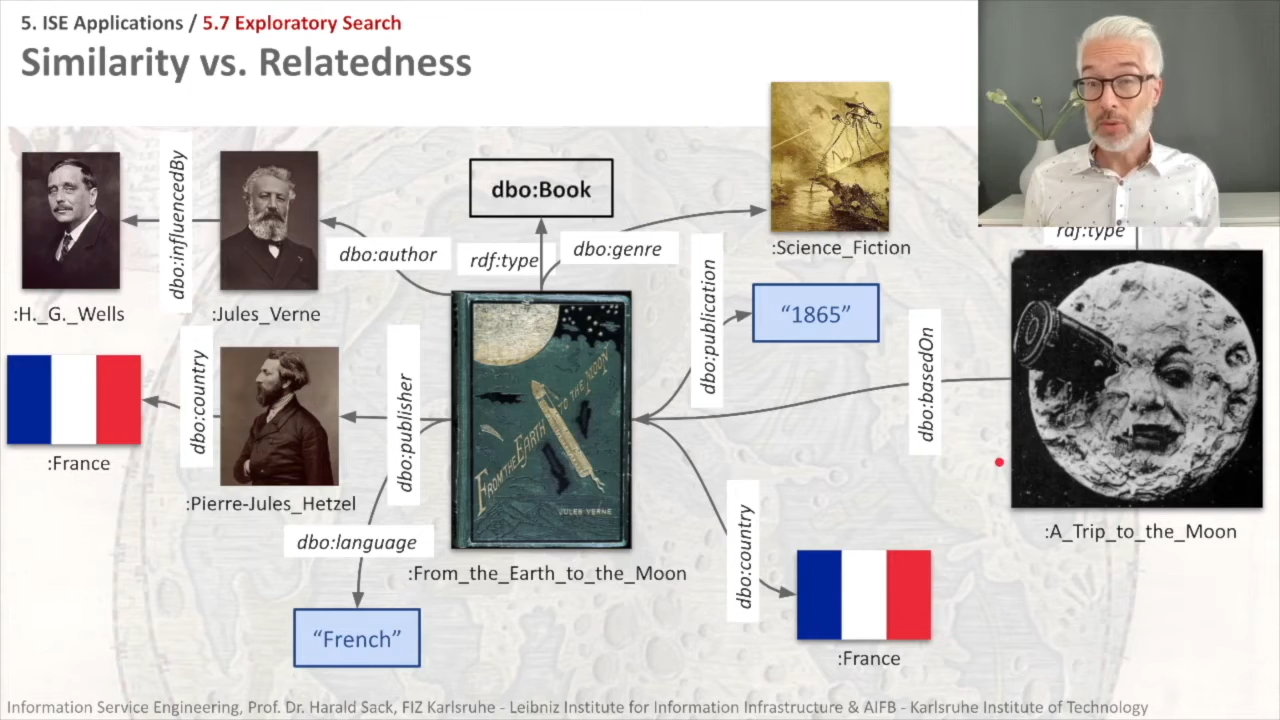 5. ISE Applications / 5.7 Exploratory Search
Similarity vs. Relatedness
dbo:influencedBy
dbo:author
dbo:Book
rdf:type
dbo:genre
:Science_Fiction
rdf:type
:H._G._Wells
:Jules_Verne
dbo:publication
"1865"
dbo:basedOn
dbo:country
:France
:Pierre-Jules_Hetzel
dbo:publisher
FROM THE EARTH
TO THE MOON
JULES VERNE
dbo:language
:From_the_Earth_to_the_Moon
"French"
dbo:country
:France
:A_Trip_to_the_Moon
Information Service Engineering, Prof. Dr. Harald Sack, FIZ Karlsruhe - Leibniz Institute for Information Infrastructure & AIFB - Karlsruhe Institute of Technology